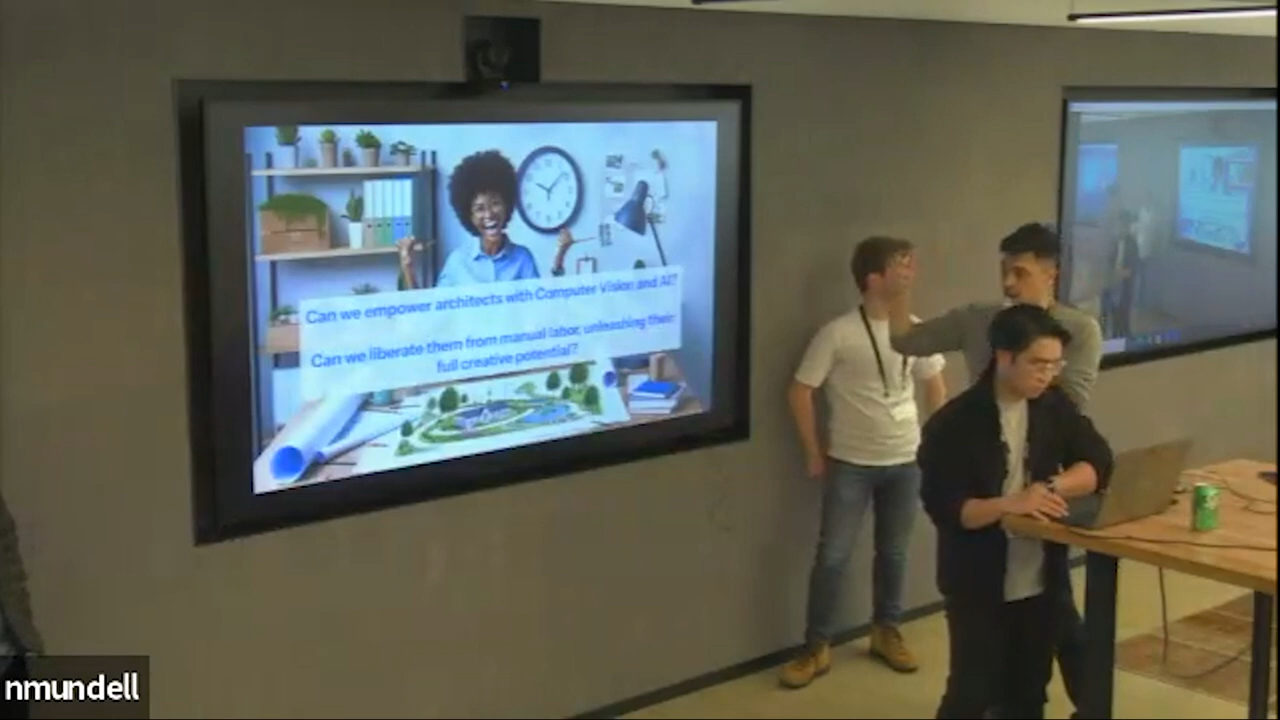 Can we empower architects with Computer Vision and AI?
Can we liberate them from manual labor, unleashing their
full creative potential?
nmundell